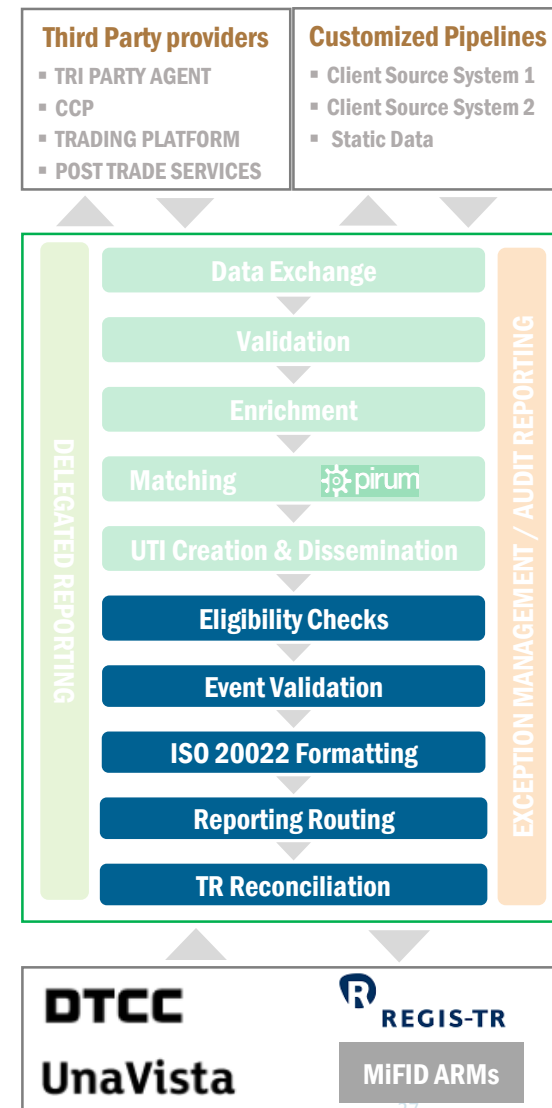 Third Party providers
▪ TRI PARTY AGENT
▪ CCP
▪ TRADING PLATFORM
▪ POST TRADE SERVICES
Customized Pipelines
▪ Client Source System 1
▪ Client Source System 2
▪ Static Data
DELEGATED REPORTING
Data Exchange
Validation
Enrichment
Matching pirum
UTI Creation & Dissemination
Eligibility Checks
Event Validation
ISO 20022 Formatting
Reporting Routing
TR Reconciliation
EXCEPTION MANAGEMENT / AUDIT REPORTING
DTCC
R
REGIS-TR
UnaVista
MiFID ARMs